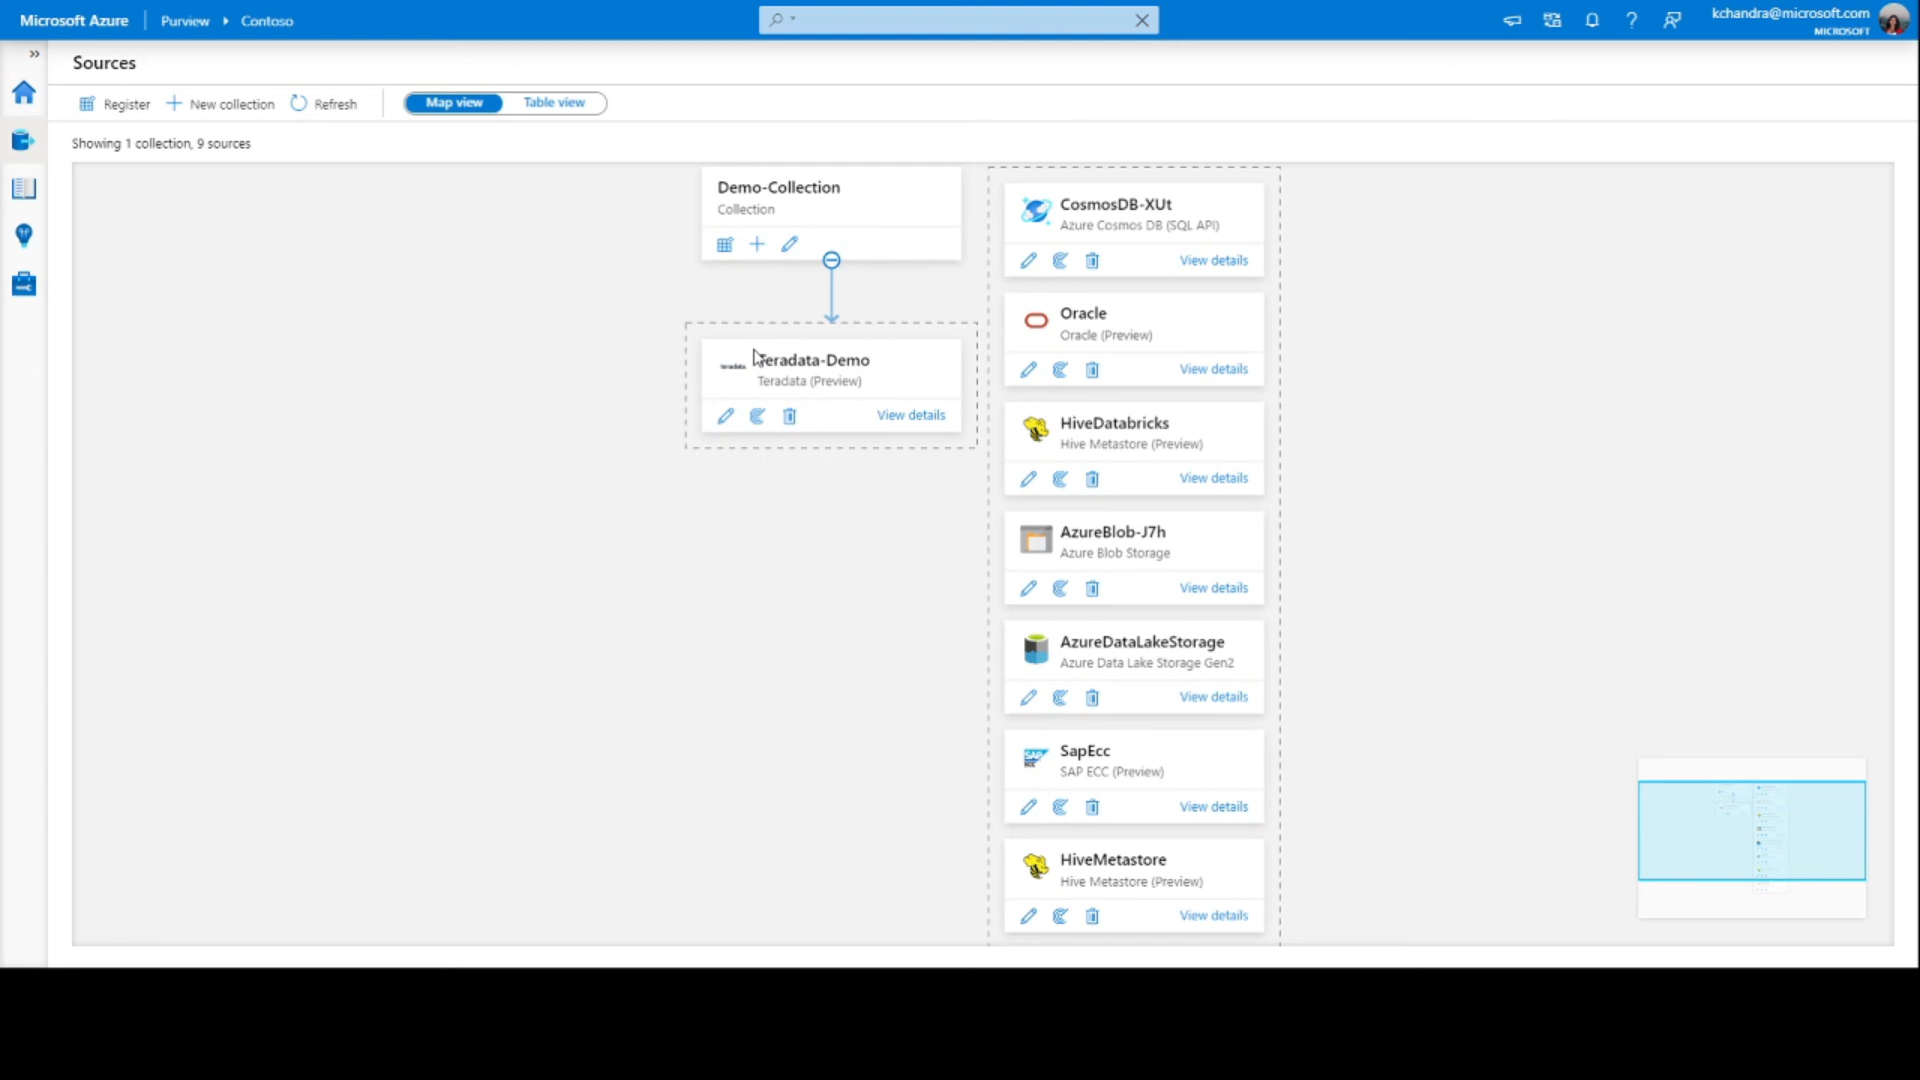 Microsoft Azure
Purview
Contoso
kchandra@microsoft.com
MICROSOFT
Sources
Register
New collection
Refresh
Map view
Table view
Showing 1 collection, 9 sources
Demo-Collection
Collection
teradata.
Teradata-Demo
Teradata (Preview)
View details
CosmosDB-XUt
Azure Cosmos DB (SQL API)
View details
Oracle
Oracle (Preview)
View details
HiveDatabricks
Hive Metastore (Preview)
View details
AzureBlob-J7h
Azure Blob Storage
View details
AzureDataLakeStorage
Azure Data Lake Storage Gen2
View details
SAP ECC
SapEcc
SAP ECC (Preview)
View details
HiveMetastore
Hive Metastore (Preview)
View details